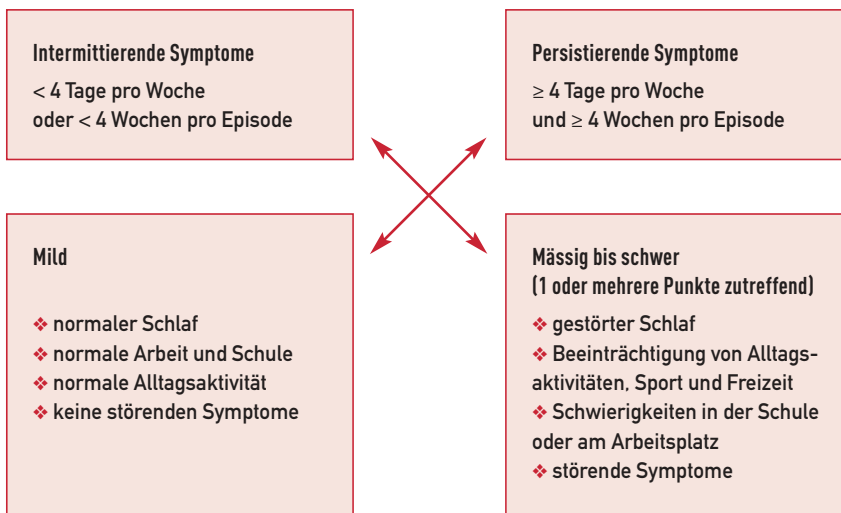 Intermittierende Symptome
< 4 Tage pro Woche
oder < 4 Wochen pro Episode
Persistierende Symptome
≥ 4 Tage pro Woche
und ≥ 4 Wochen pro Episode
Mild
❖ normaler Schlaf
❖ normale Arbeit und Schule
❖ normale Alltagsaktivität
❖ keine störenden Symptome
Mässig bis schwer
(1 oder mehrere Punkte zutreffend)
❖ gestörter Schlaf
❖ Beeinträchtigung von Alltags-
aktivitäten, Sport und Freizeit
❖ Schwierigkeiten in der Schule
oder am Arbeitsplatz
❖ störende Symptome